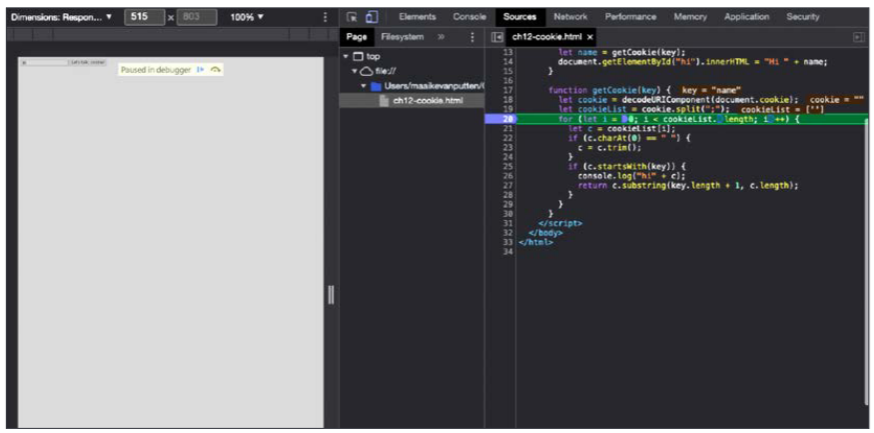 Dimensions: Respon... ▼ 515 x 803 100% ▼
Elements Console Sources Network Performance Memory Application Security
Page Filesystem »
ch12-cookie.html ×
top
file://
Users/maaikevanputten/
ch12-cookie.html
Paused in debugger
13 let name = getCookie(key);
14 document.getElementById("hi").innerHTML = "Hi " + name;
15 }
16
17 function getCookie(key) { key = "name"
18 let cookie = decodeURIComponent(document.cookie); cookie = ""
19 let cookieList = cookie.split(";"); cookieList = ['']
20 for (let i = 0; i < cookieList.length; i++) {
21 let c = cookieList[i];
22 if (c.charAt(0) == " ") {
23 c = c.trim();
24 }
25 if (c.startsWith(key)) {
26 console.log("hi" + c);
27 return c.substring(key.length + 1, c.length);
28 }
29 }
30 }
31 </script>
32 </body>
33 </html>
34